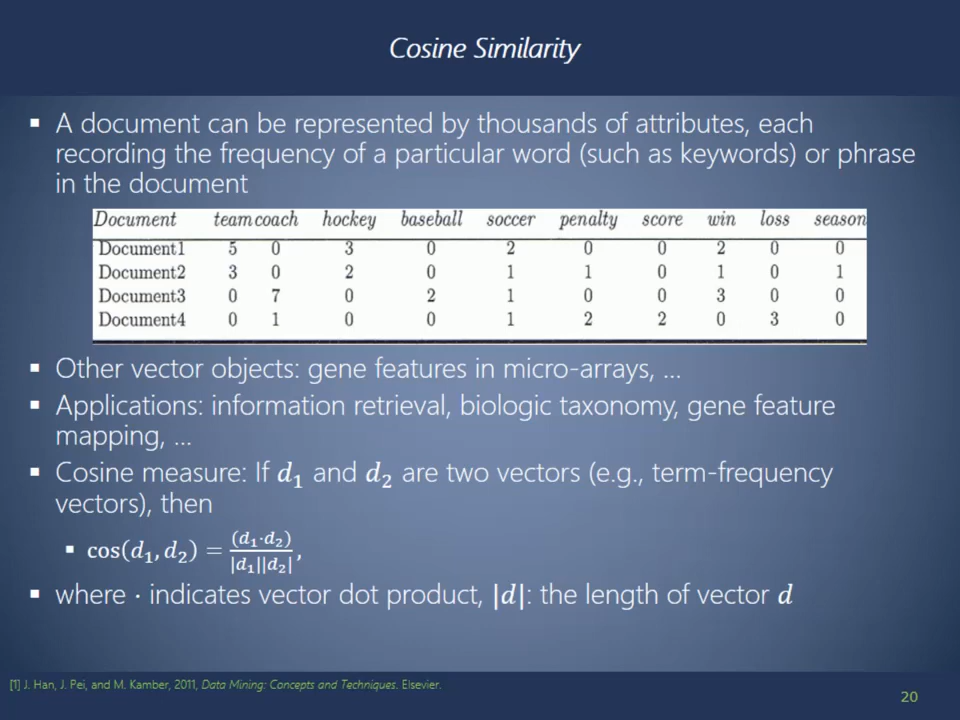 Cosine Similarity
▪ A document can be represented by thousands of attributes, each
recording the frequency of a particular word (such as keywords) or phrase
in the document
Document team coach hockey baseball soccer penalty score win loss season
Document1 5 0 3 0 2 0 0 2 0 0
Document2 3 0 2 0 1 1 0 1 0 1
Document3 0 7 0 2 1 0 0 3 0 0
Document4 0 1 0 0 1 2 2 0 3 0
▪ Other vector objects: gene features in micro-arrays, ...
▪ Applications: information retrieval, biologic taxonomy, gene feature
mapping, ...
▪ Cosine measure: If d₁ and d₂ are two vectors (e.g., term-frequency
vectors), then
▪ cos(d₁, d₂) = (d₁·d₂) / |d₁||d₂| ,
▪ where · indicates vector dot product, |d|: the length of vector d
[1] J. Han, J. Pei, and M. Kamber, 2011, Data Mining: Concepts and Techniques. Elsevier.
20